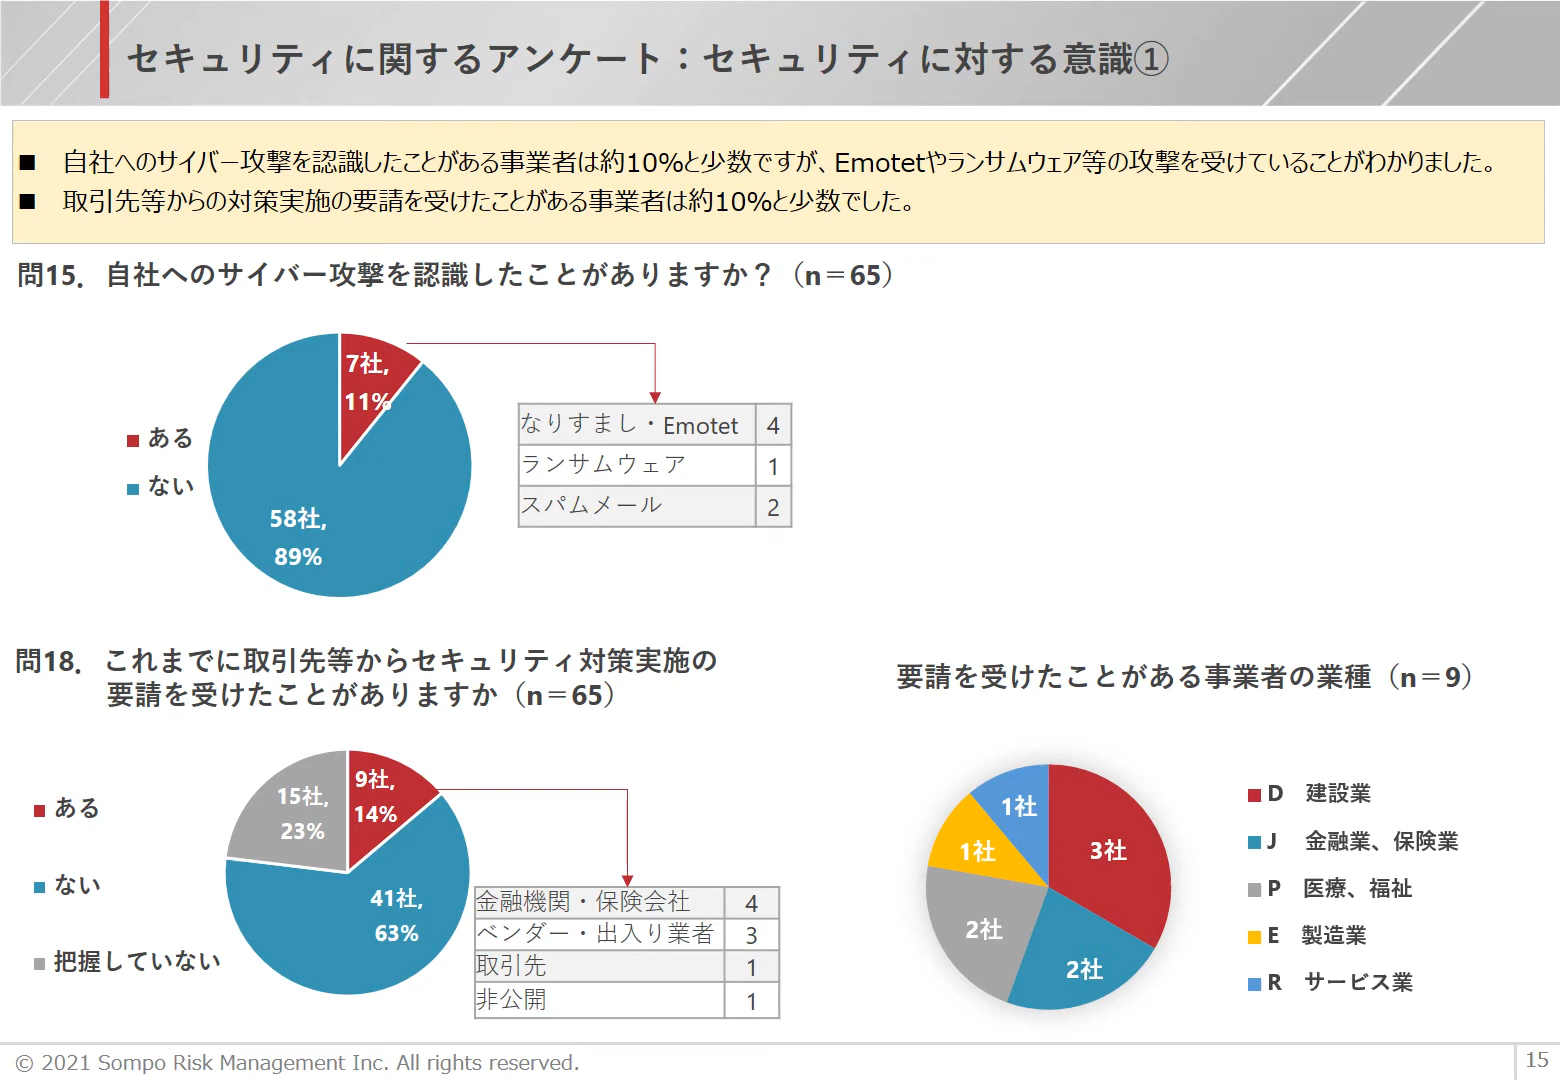 セキュリティに関するアンケート：セキュリティに対する意識①
■ 自社へのサイバー攻撃を認識したことがある事業者は約10%と少数ですが、Emotetやランサムウェア等の攻撃を受けていることがわかりました。
■ 取引先等からの対策実施の要請を受けたことがある事業者は約10%と少数でした。
問15．自社へのサイバー攻撃を認識したことがありますか？（n＝65）
ある
ない
7社,
11%
58社,
89%
なりすまし・Emotet 4
ランサムウェア 1
スパムメール 2
問18．これまでに取引先等からセキュリティ対策実施の
要請を受けたことがありますか（n＝65）
ある
ない
把握していない
9社,
14%
15社,
23%
41社,
63%
金融機関・保険会社 4
ベンダー・出入り業者 3
取引先 1
非公開 1
要請を受けたことがある事業者の業種（n＝9）
3社
2社
2社
1社
1社
D 建設業
J 金融業、保険業
P 医療、福祉
E 製造業
R サービス業
© 2021 Sompo Risk Management Inc. All rights reserved.
15